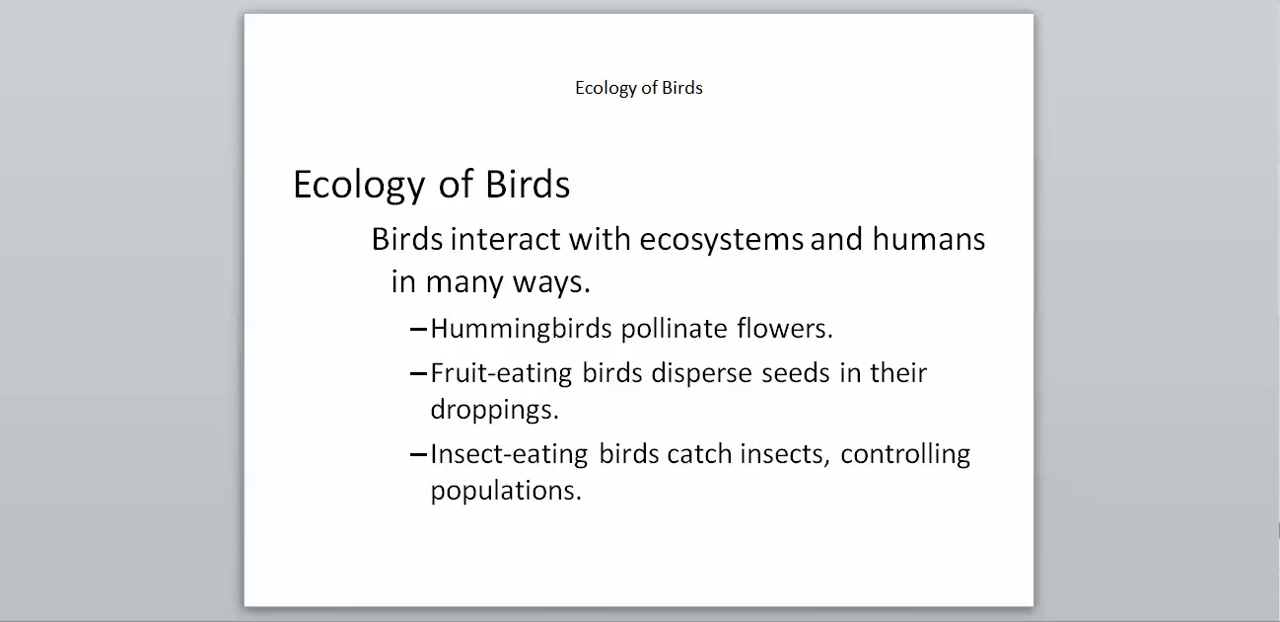 Ecology of Birds
Ecology of Birds
Birds interact with ecosystems and humans
in many ways.
–Hummingbirds pollinate flowers.
–Fruit-eating birds disperse seeds in their
droppings.
–Insect-eating birds catch insects, controlling
populations.